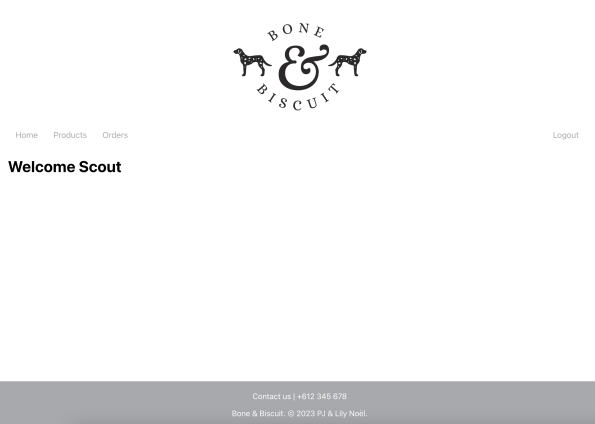 BONE
&
BISCUIT
Home Products Orders Logout
Welcome Scout
Contact us | +612 345 678
Bone & Biscuit. © 2023 PJ & Lily Noël.